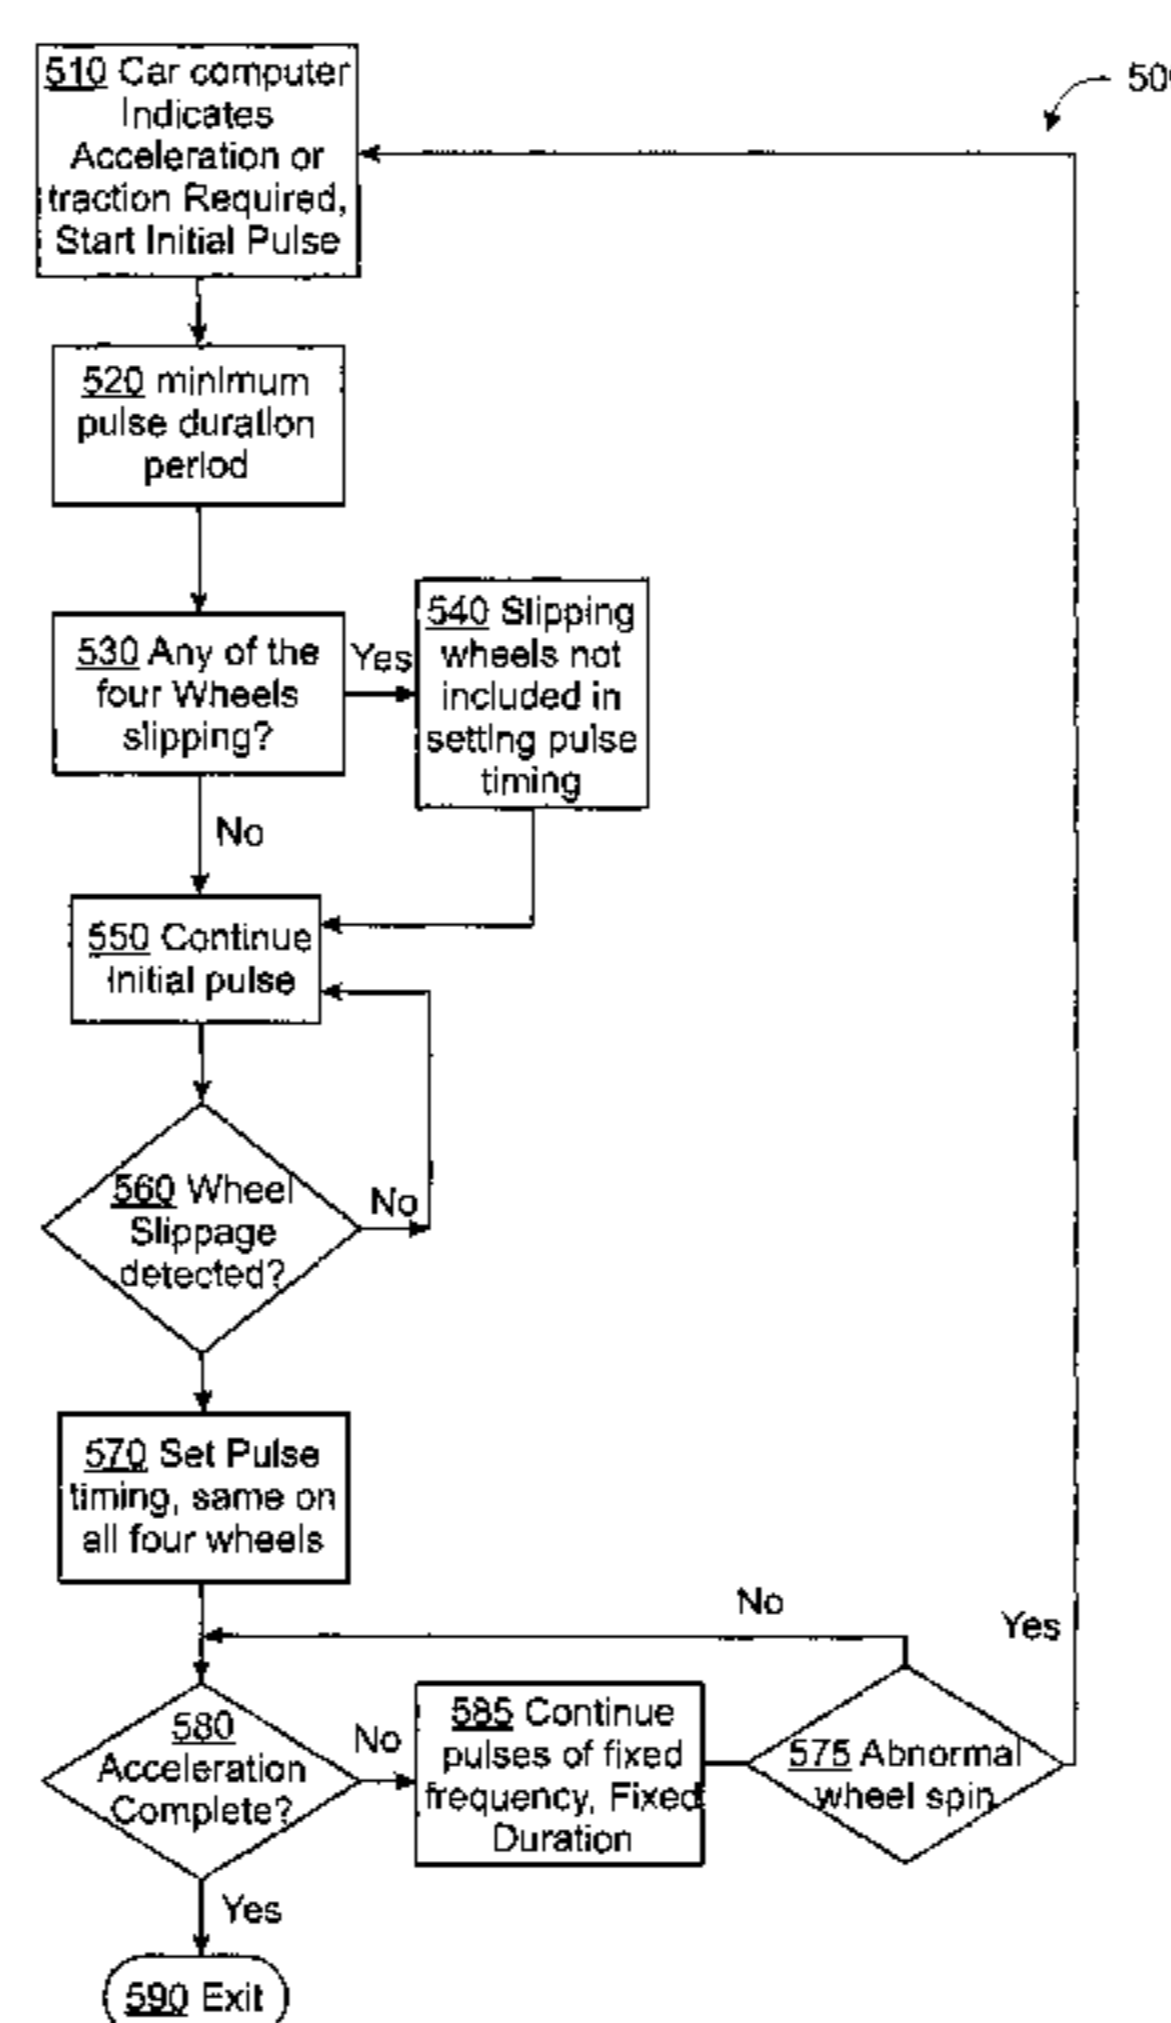 510 Car computer
Indicates
Acceleration or
traction Required,
Start Initial Pulse
520 minimum
pulse duration
period
530 Any of the
four Wheels
slipping?
Yes
540 Slipping
wheels not
included in
setting pulse
timing
No
550 Continue
Initial pulse
560 Wheel
Slippage
detected?
No
570 Set Pulse
timing, same on
all four wheels
No
Yes
580
Acceleration
Complete?
No
585 Continue
pulses of fixed
frequency, Fixed
Duration
575 Abnormal
wheel spin
Yes
590 Exit